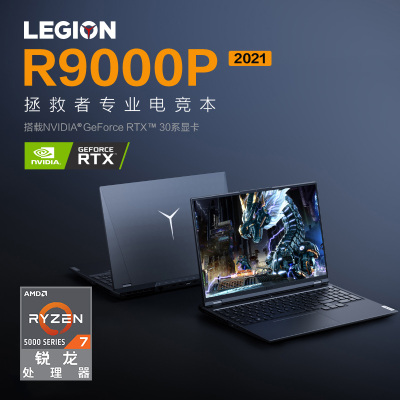 LEGION
R9000P 2021
拯救者专业电竞本
搭载NVIDIA® GeForce RTX™ 30系显卡
NVIDIA. GEFORCE RTX
AMD
RYZEN
5000 SERIES 7
锐龙
处理器